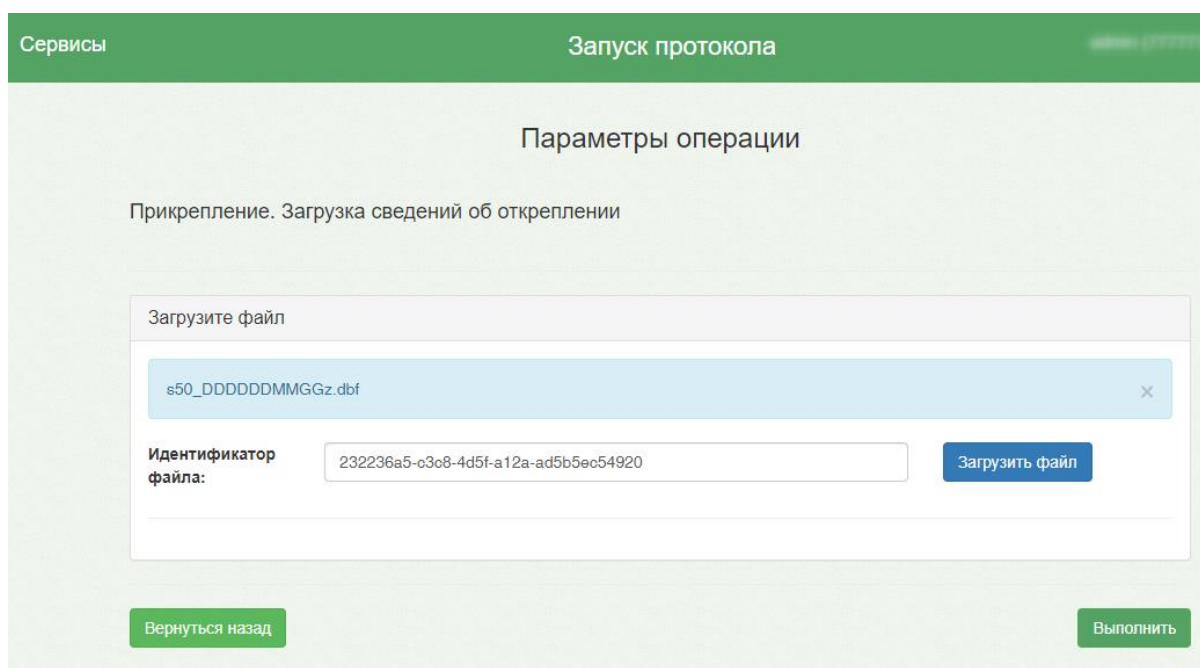 Сервисы
Запуск протокола
Параметры операции
Прикрепление. Загрузка сведений об откреплении
Загрузите файл
s50_DDDDDDMMGGz.dbf
×
Идентификатор
файла:
232236a5-c3c8-4d5f-a12a-ad5b5ec54920
Загрузить файл
Вернуться назад
Выполнить